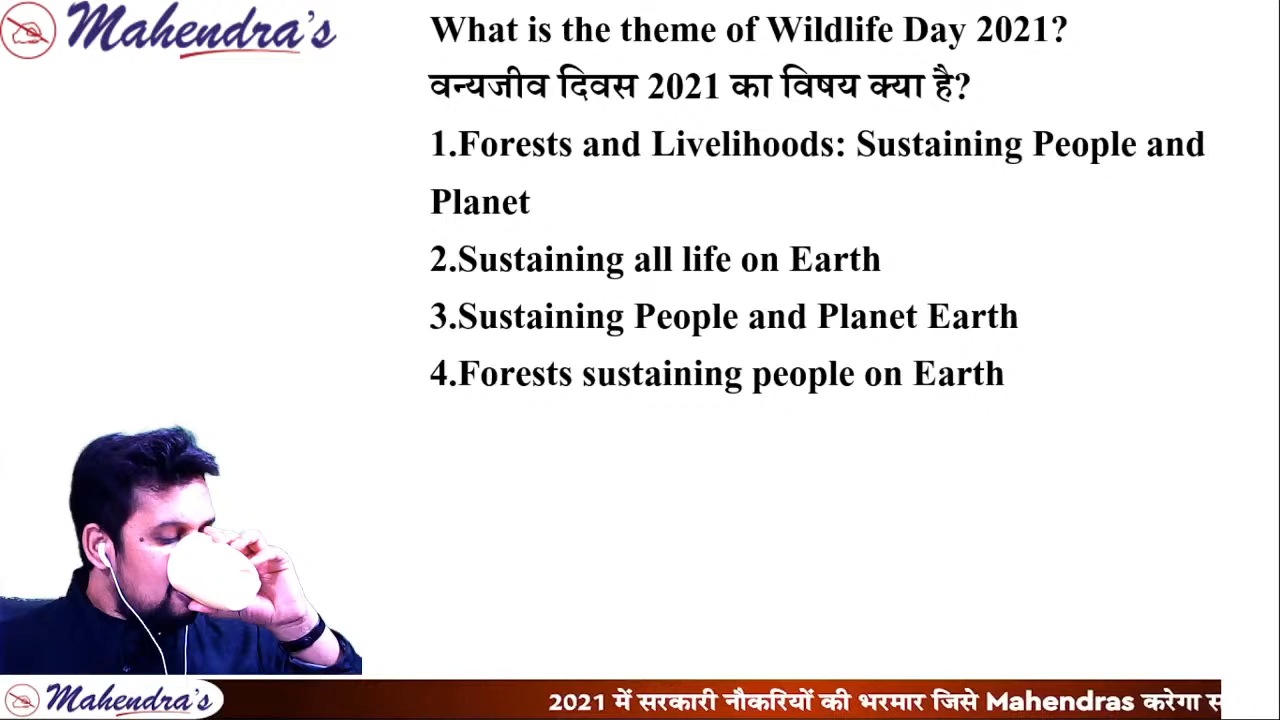 Mahendra's
What is the theme of Wildlife Day 2021?
वन्यजीव दिवस 2021 का विषय क्या है?
1.Forests and Livelihoods: Sustaining People and
Planet
2.Sustaining all life on Earth
3.Sustaining People and Planet Earth
4.Forests sustaining people on Earth
Mahendra's
2021 में सरकारी नौकरियों की भरमार जिसे Mahendras करेगा